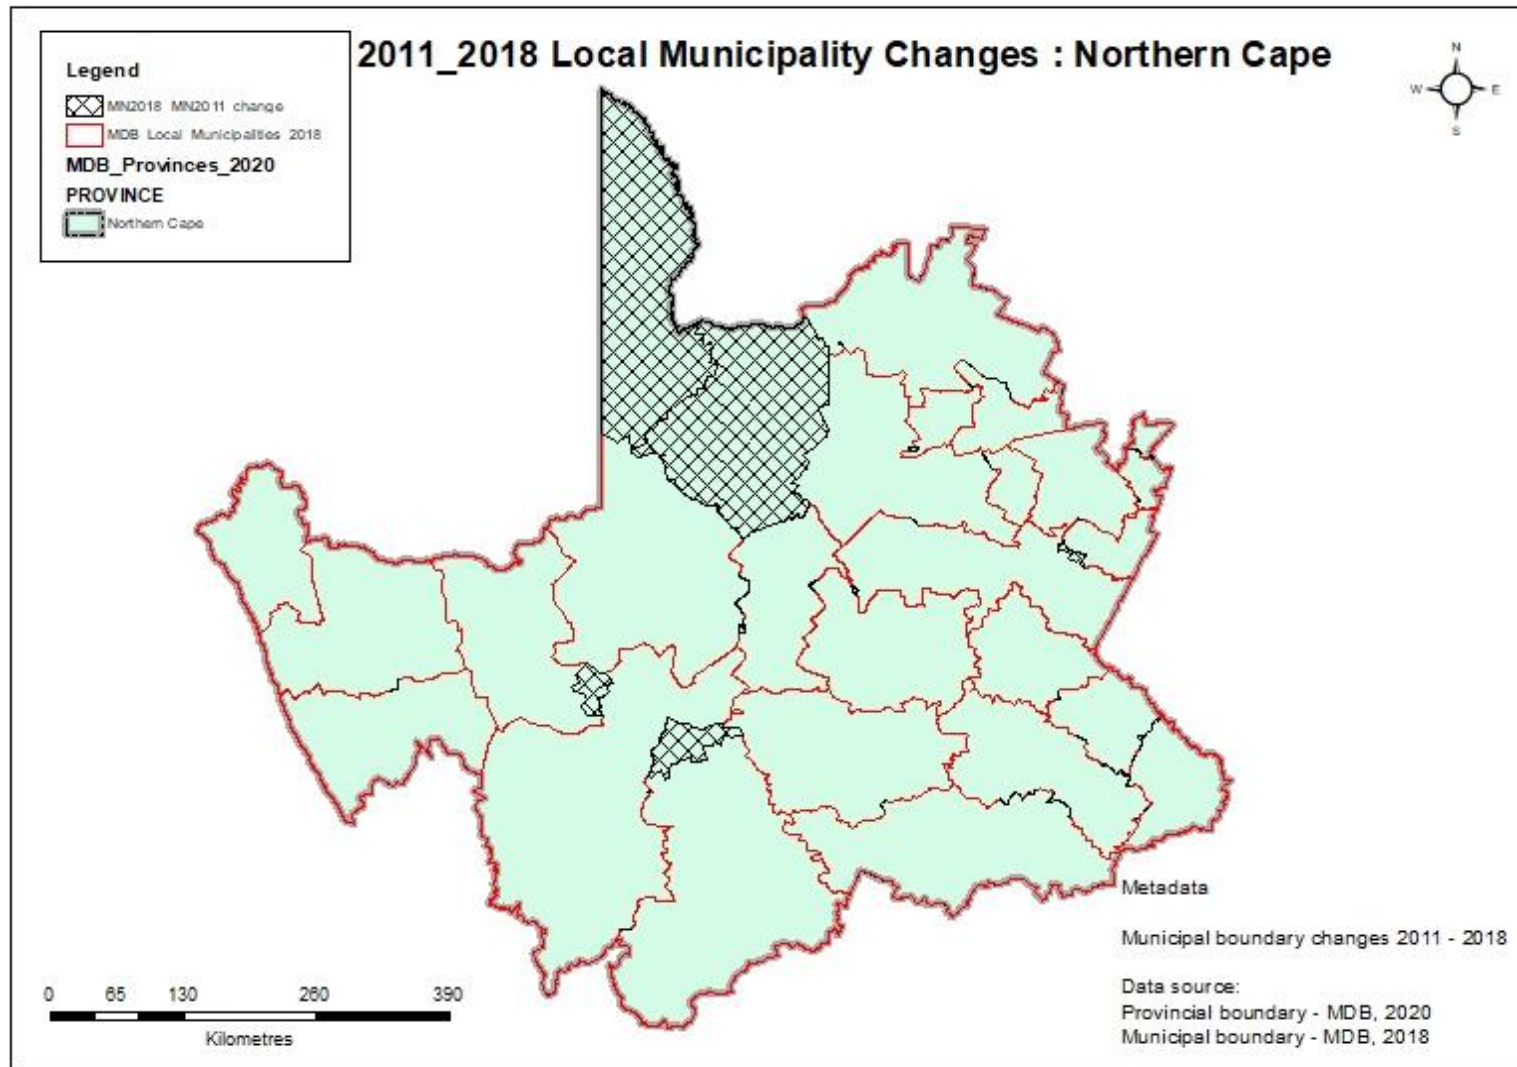 2011_2018 Local Municipality Changes : Northern Cape
Legend
MN2018 MN2011 change
MDB Local Municipalities 2018
MDB_Provinces_2020
PROVINCE
Northern Cape
N
W
E
S
Metadata
Municipal boundary changes 2011 - 2018
Data source:
Provincial boundary - MDB, 2020
Municipal boundary - MDB, 2018
0 65 130 260 390
Kilometres